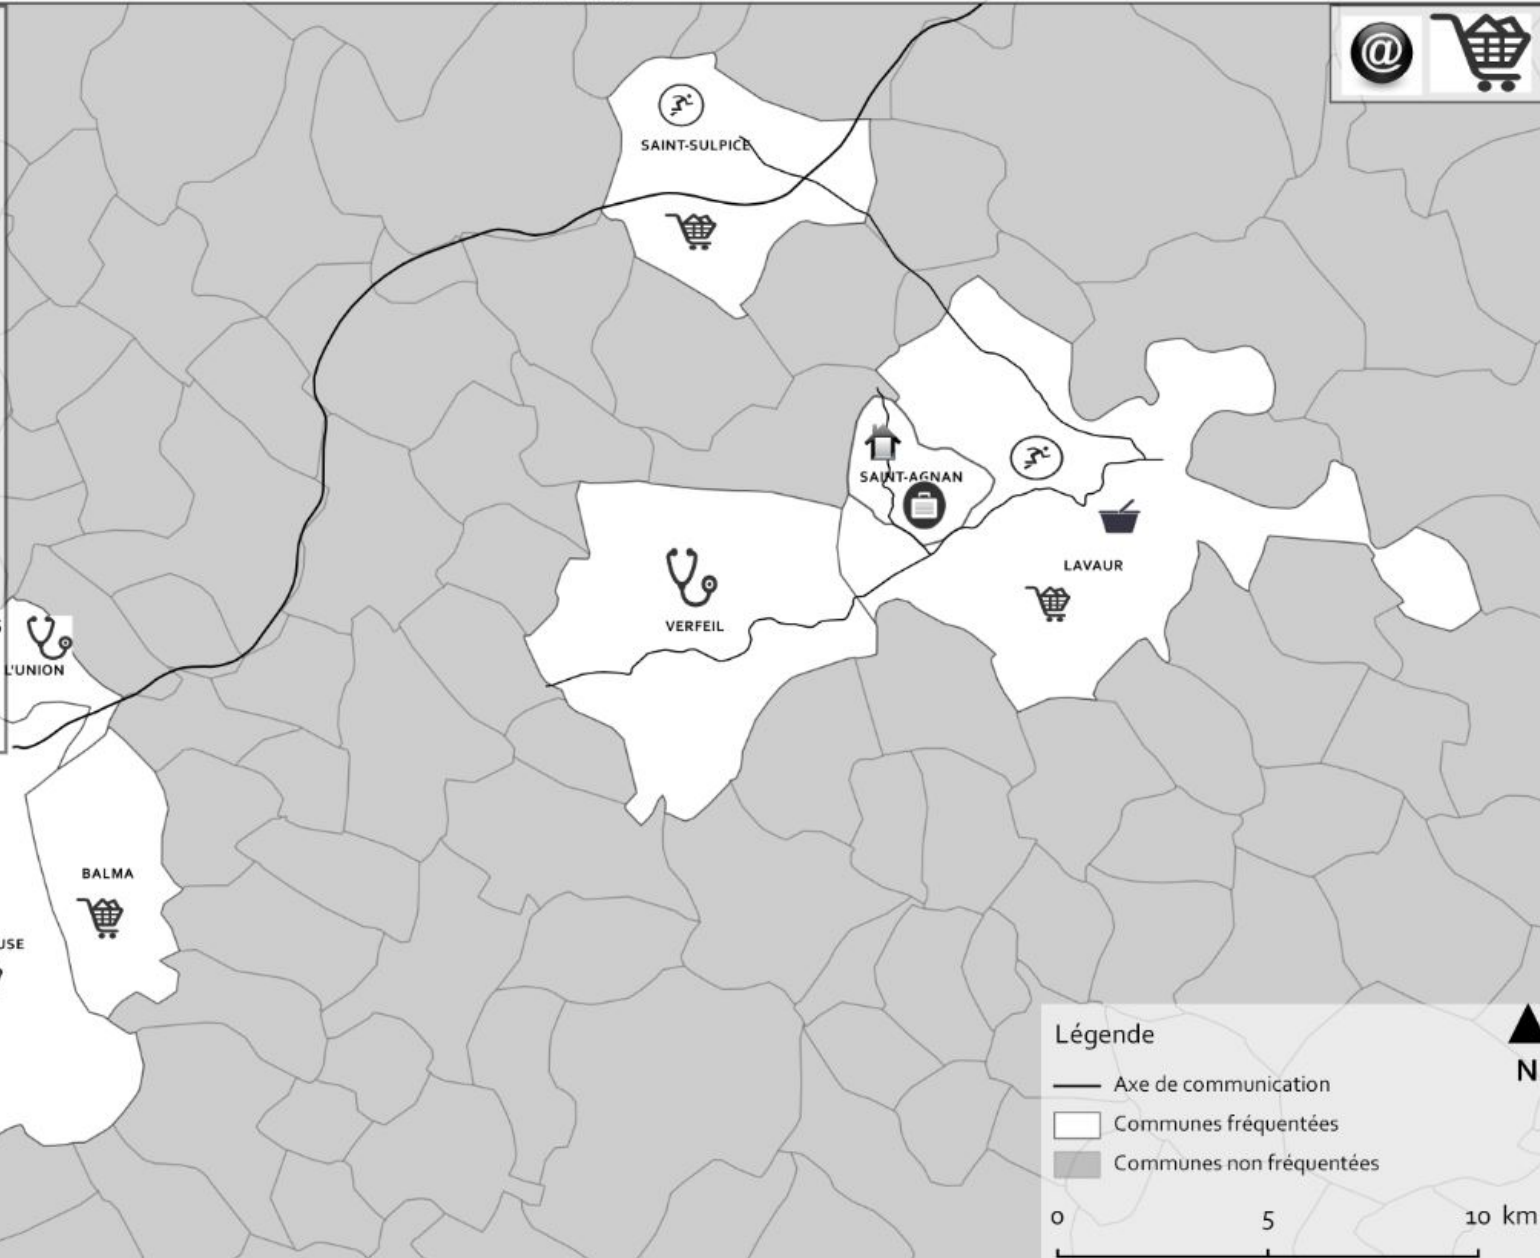 @
SAINT-SULPICE
SAINT-AGNAN
LAVAUR
VERFEIL
L'UNION
BALMA
USE
Légende
N
Axe de communication
Communes fréquentées
Communes non fréquentées
0 5 10 km